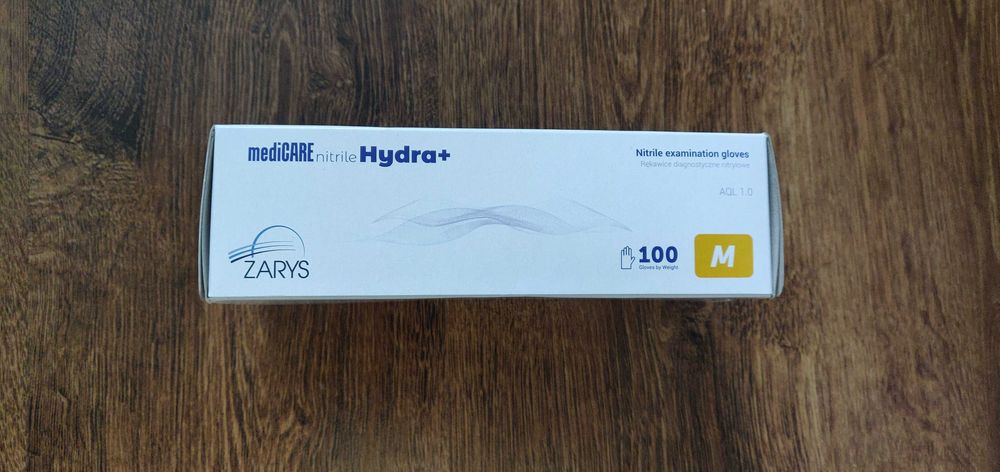 mediCARE nitrile Hydra+
Nitrile examination gloves
Rękawice diagnostyczne nitrylowe
AQL 1.0
ZARYS
100
Gloves by Weight
M